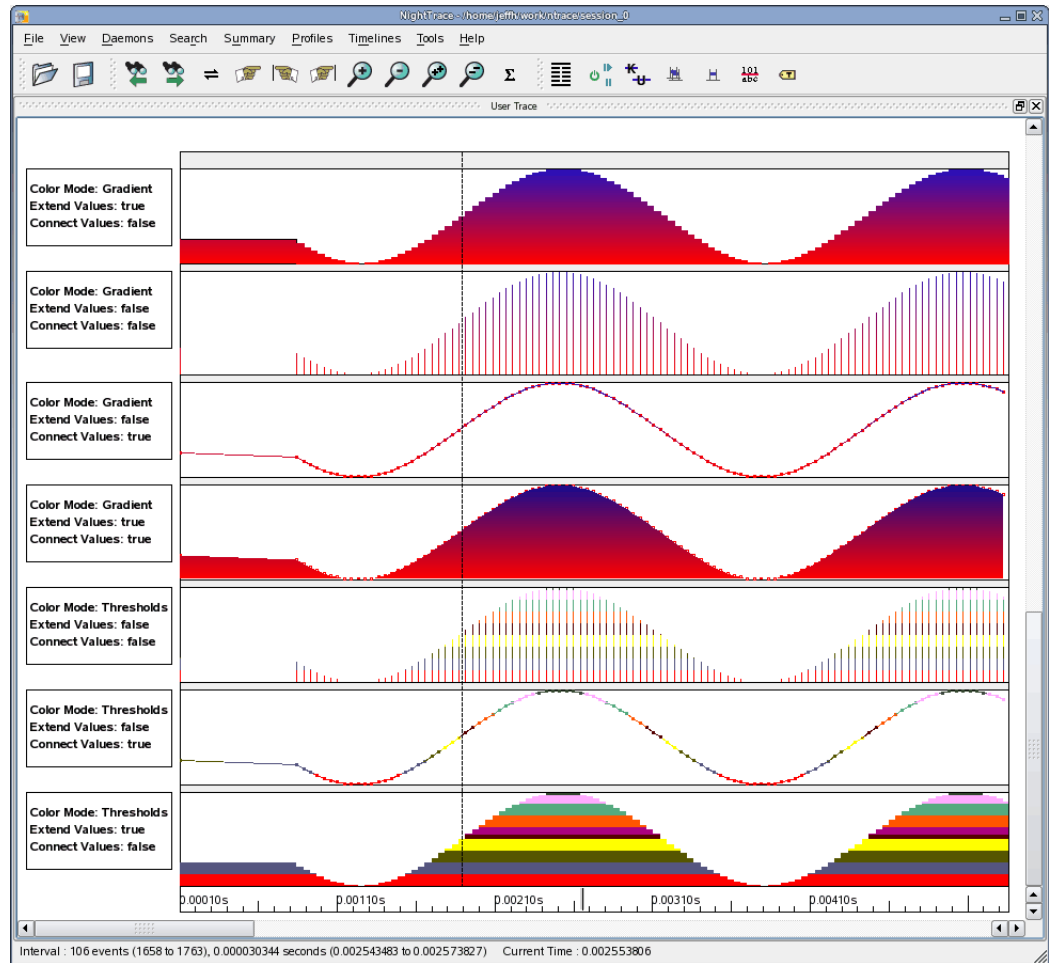 NightTrace - /home/jeffh/work/ntrace/session_0
File View Daemons Search Summary Profiles Timelines Tools Help
Σ
101
abc
User Trace
Color Mode: Gradient
Extend Values: true
Connect Values: false
Color Mode: Gradient
Extend Values: false
Connect Values: false
Color Mode: Gradient
Extend Values: false
Connect Values: true
Color Mode: Gradient
Extend Values: true
Connect Values: true
Color Mode: Thresholds
Extend Values: false
Connect Values: false
Color Mode: Thresholds
Extend Values: false
Connect Values: true
Color Mode: Thresholds
Extend Values: true
Connect Values: false
0.00010s 0.00110s 0.00210s 0.00310s 0.00410s
Interval : 106 events (1658 to 1763), 0.000030344 seconds (0.002543483 to 0.002573827) Current Time : 0.002553806